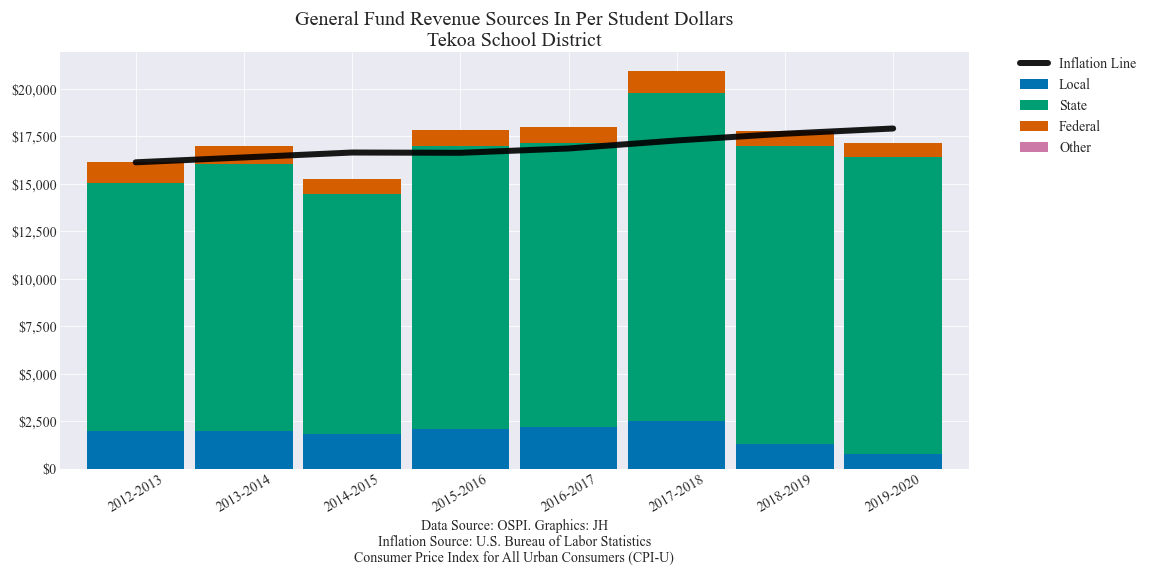 General Fund Revenue Sources In Per Student Dollars
Tekoa School District
Inflation Line
Local
State
Federal
Other
$20,000
$17,500
$15,000
$12,500
$10,000
$7,500
$5,000
$2,500
$0
2012-2013
2013-2014
2014-2015
2015-2016
2016-2017
2017-2018
2018-2019
2019-2020
Data Source: OSPI. Graphics: JH
Inflation Source: U.S. Bureau of Labor Statistics
Consumer Price Index for All Urban Consumers (CPI-U)